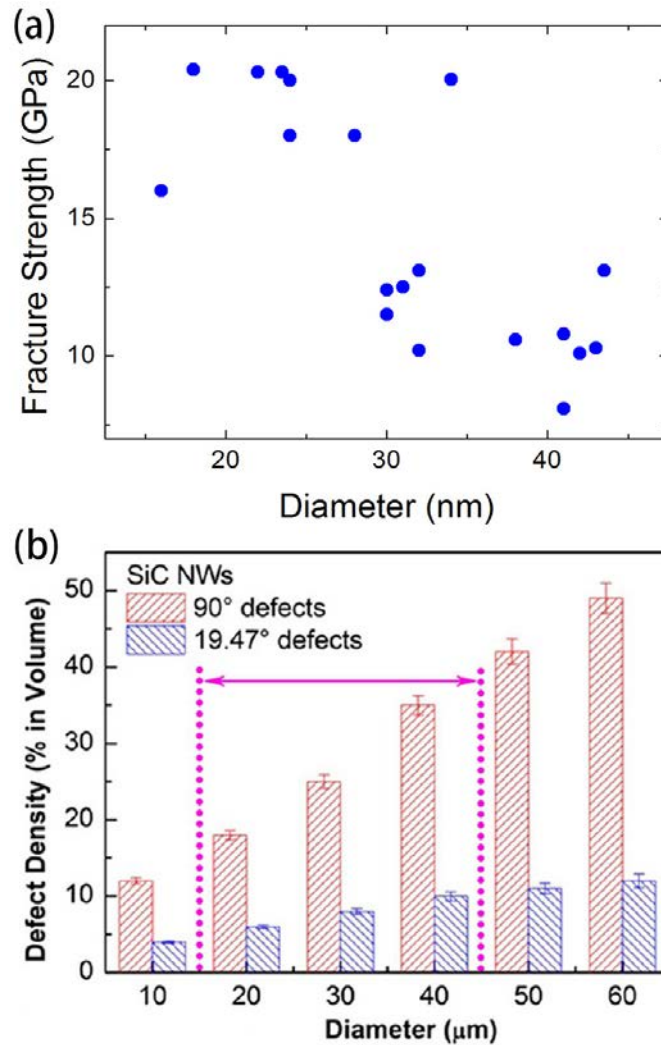 (a)
Fracture Strength (GPa)
20
15
10
20 30 40
Diameter (nm)
(b)
SiC NWs
90° defects
19.47° defects
Defect Density (% in Volume)
50
40
30
20
10
0
10 20 30 40 50 60
Diameter (μm)